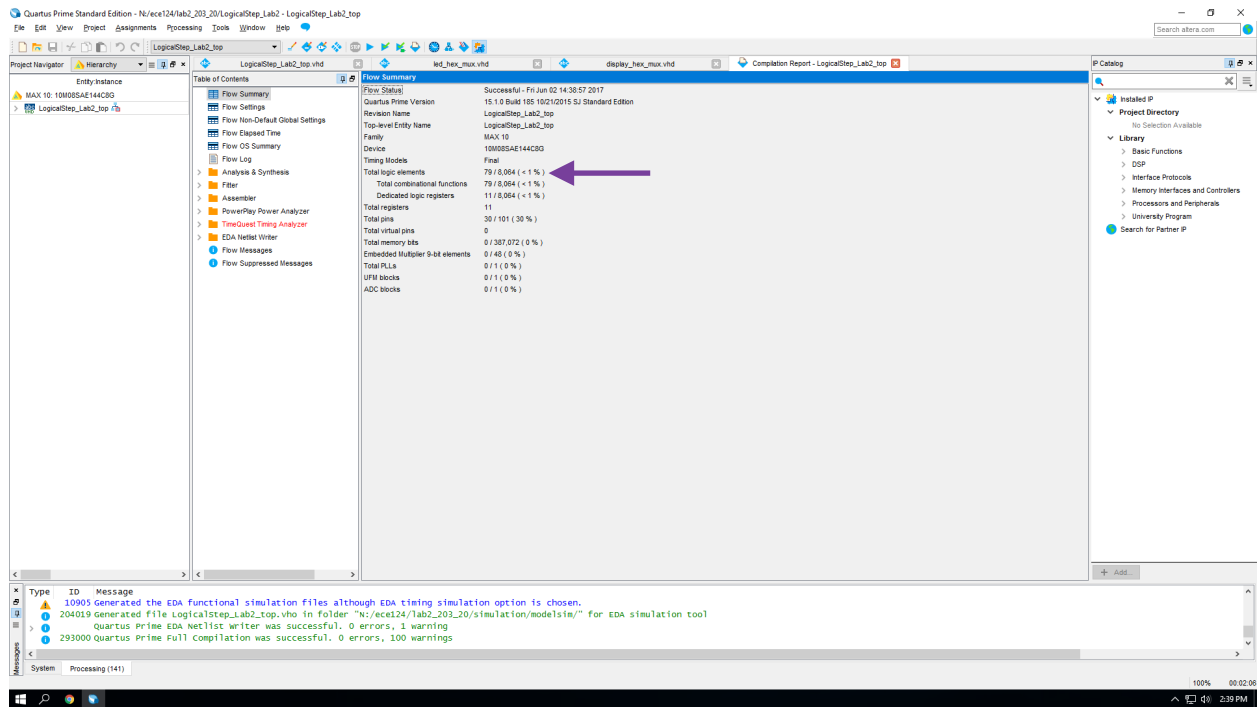 Quartus Prime Standard Edition - N:/ece124/lab2_203_20/LogicalStep_Lab2 - LogicalStep_Lab2_top
File Edit View Project Assignments Processing Tools Window Help
Search altera.com
LogicalStep_Lab2_top
Project Navigator Hierarchy
Entity:Instance
MAX 10: 10M08SAE144C8G
LogicalStep_Lab2_top
LogicalStep_Lab2_top.vhd
led_hex_mux.vhd
display_hex_mux.vhd
Compilation Report - LogicalStep_Lab2_top
Table of Contents
Flow Summary
Flow Settings
Flow Non-Default Global Settings
Flow Elapsed Time
Flow OS Summary
Flow Log
Analysis & Synthesis
Fitter
Assembler
PowerPlay Power Analyzer
TimeQuest Timing Analyzer
EDA Netlist Writer
Flow Messages
Flow Suppressed Messages
Flow Summary
Flow Status Successful - Fri Jun 02 14:38:57 2017
Quartus Prime Version 15.1.0 Build 185 10/21/2015 SJ Standard Edition
Revision Name LogicalStep_Lab2_top
Top-level Entity Name LogicalStep_Lab2_top
Family MAX 10
Device 10M08SAE144C8G
Timing Models Final
Total logic elements 79 / 8,064 ( < 1 % )
Total combinational functions 79 / 8,064 ( < 1 % )
Dedicated logic registers 11 / 8,064 ( < 1 % )
Total registers 11
Total pins 30 / 101 ( 30 % )
Total virtual pins 0
Total memory bits 0 / 387,072 ( 0 % )
Embedded Multiplier 9-bit elements 0 / 48 ( 0 % )
Total PLLs 0 / 1 ( 0 % )
UFM blocks 0 / 1 ( 0 % )
ADC blocks 0 / 1 ( 0 % )
IP Catalog
Installed IP
Project Directory
No Selection Available
Library
Basic Functions
DSP
Interface Protocols
Memory Interfaces and Controllers
Processors and Peripherals
University Program
Search for Partner IP
+ Add...
Type ID Message
10905 Generated the EDA functional simulation files although EDA timing simulation option is chosen.
204019 Generated file LogicalStep_Lab2_top.vho in folder "N:/ece124/lab2_203_20/simulation/modelsim/" for EDA simulation tool
Quartus Prime EDA Netlist Writer was successful. 0 errors, 1 warning
293000 Quartus Prime Full Compilation was successful. 0 errors, 100 warnings
Messages
System Processing (141)
100% 00:02:06
2:39 PM